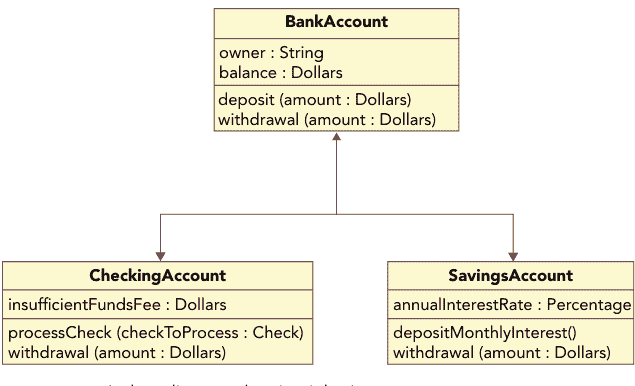 BankAccount
owner : String
balance : Dollars
deposit (amount : Dollars)
withdrawal (amount : Dollars)
CheckingAccount
insufficientFundsFee : Dollars
processCheck (checkToProcess : Check)
withdrawal (amount : Dollars)
SavingsAccount
annualInterestRate : Percentage
depositMonthlyInterest()
withdrawal (amount : Dollars)